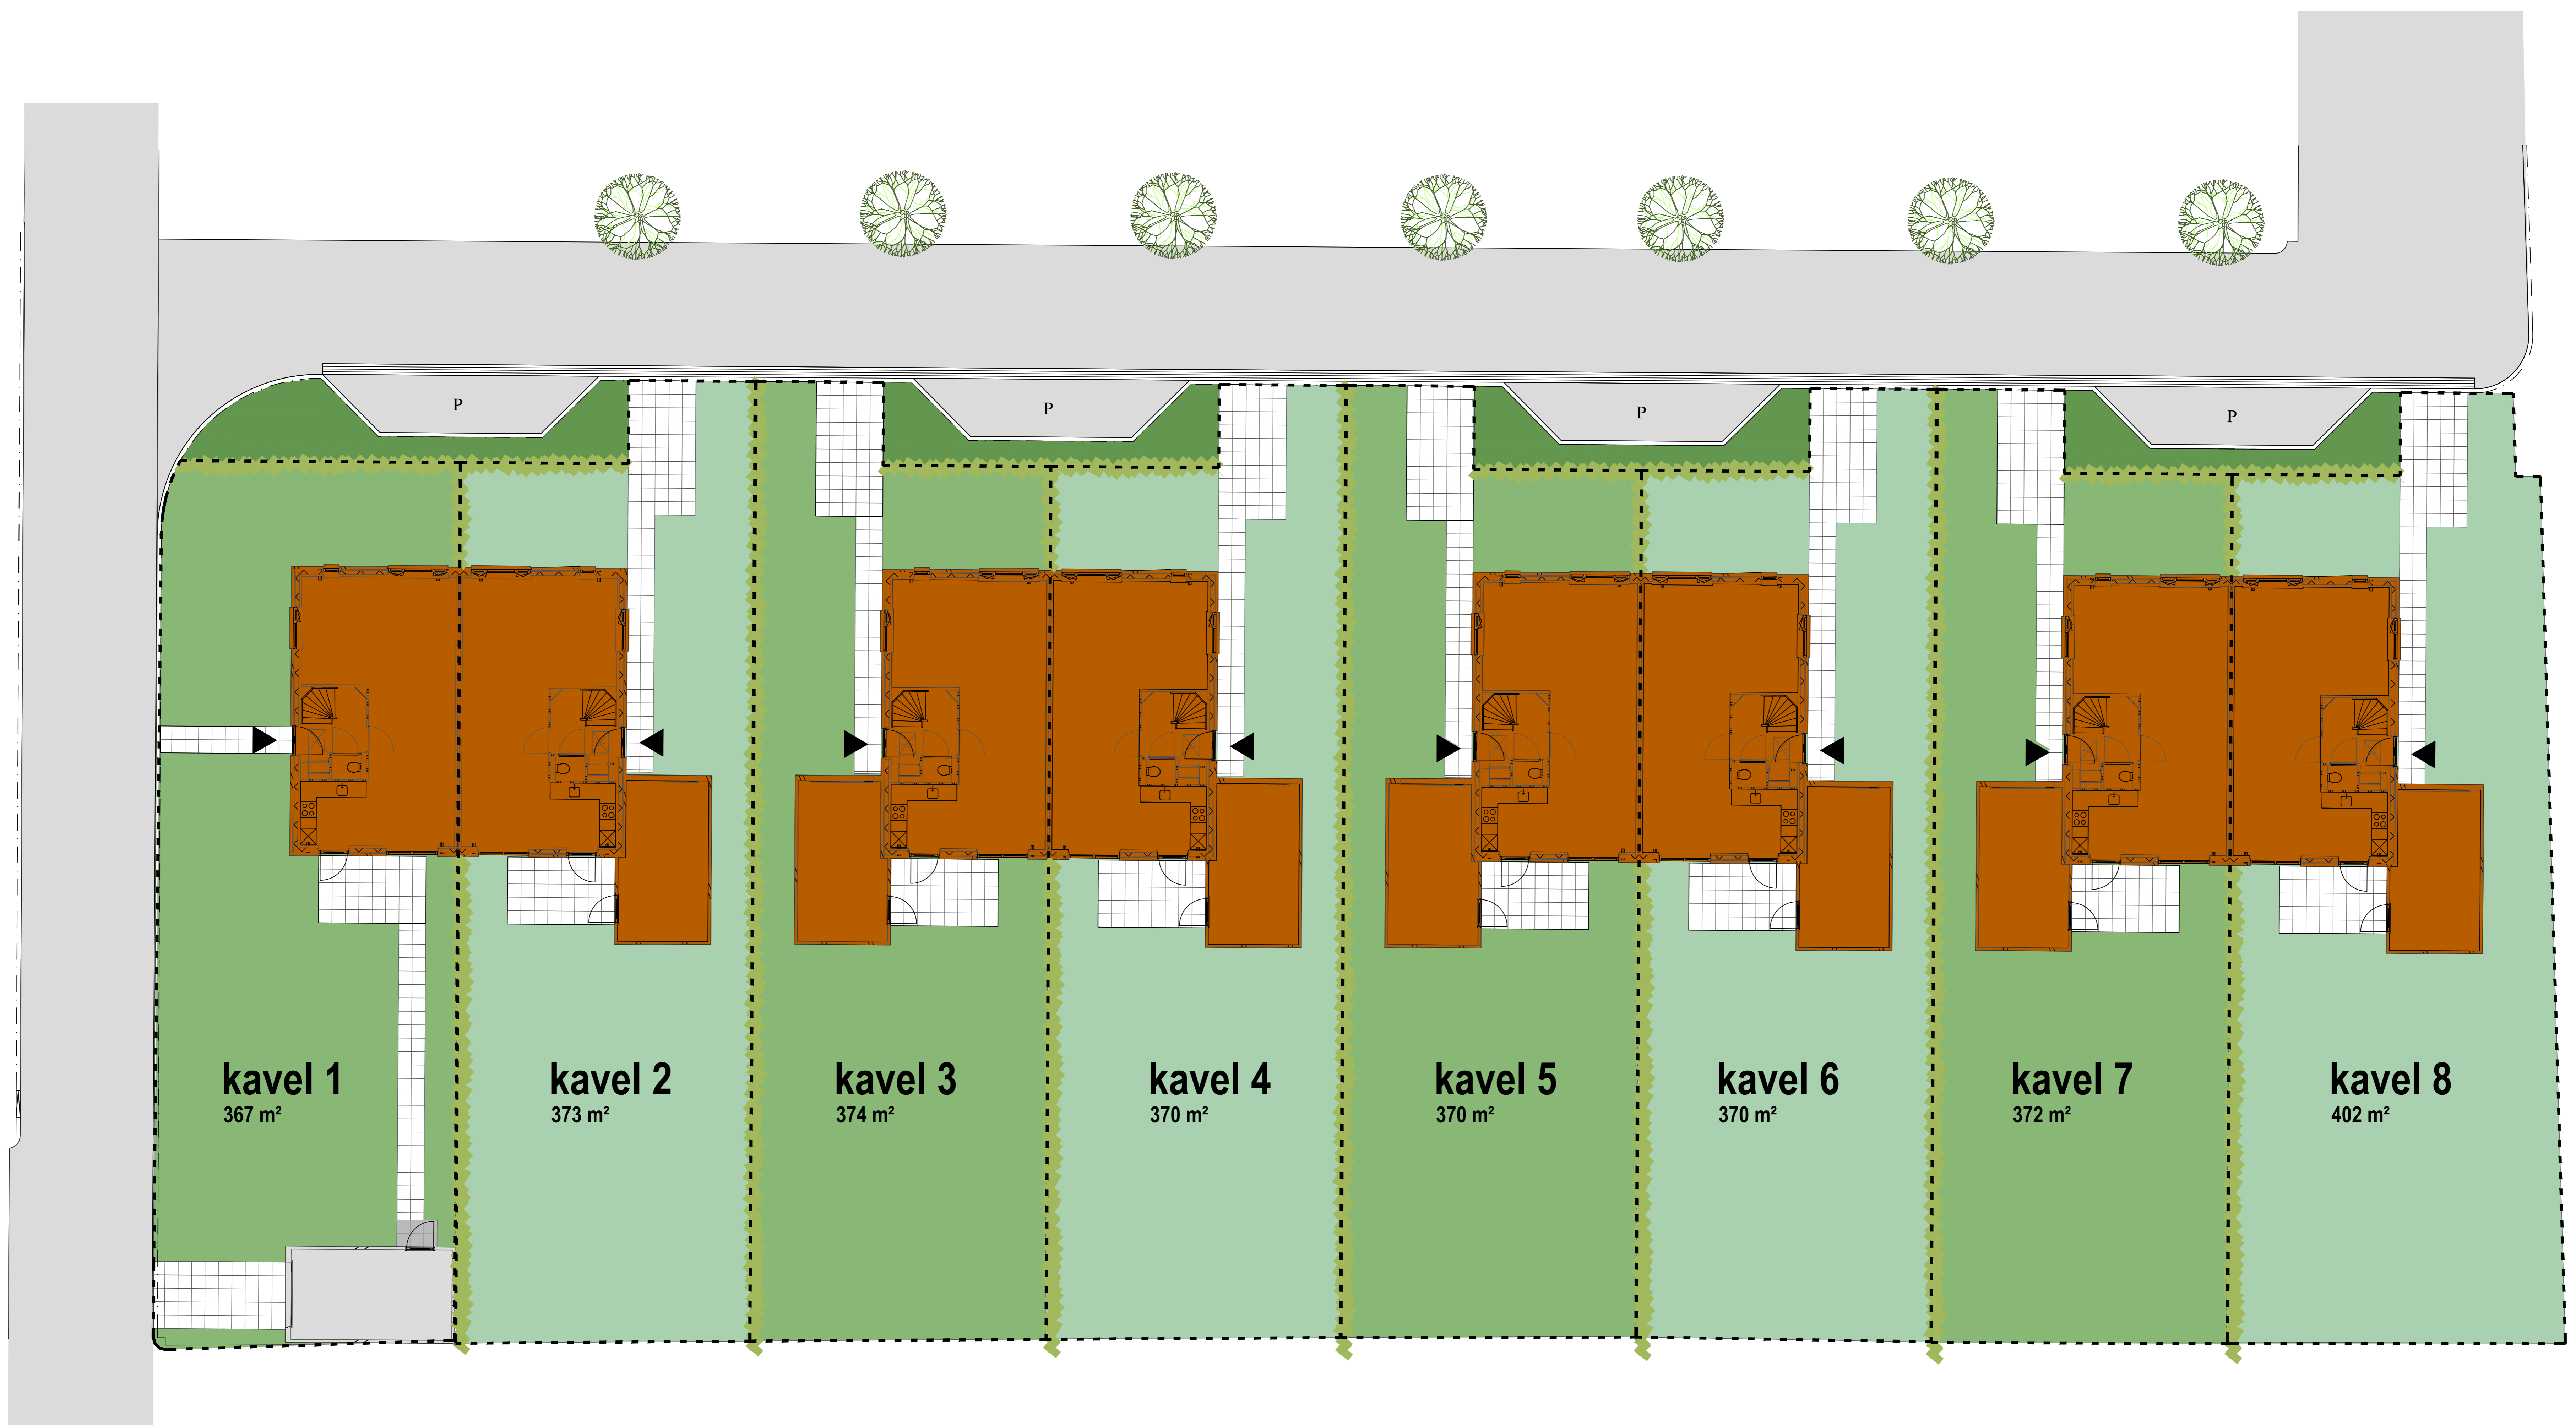 P
P
P
P
kavel 1
367 m²
kavel 2
373 m²
kavel 3
374 m²
kavel 4
370 m²
kavel 5
370 m²
kavel 6
370 m²
kavel 7
372 m²
kavel 8
402 m²